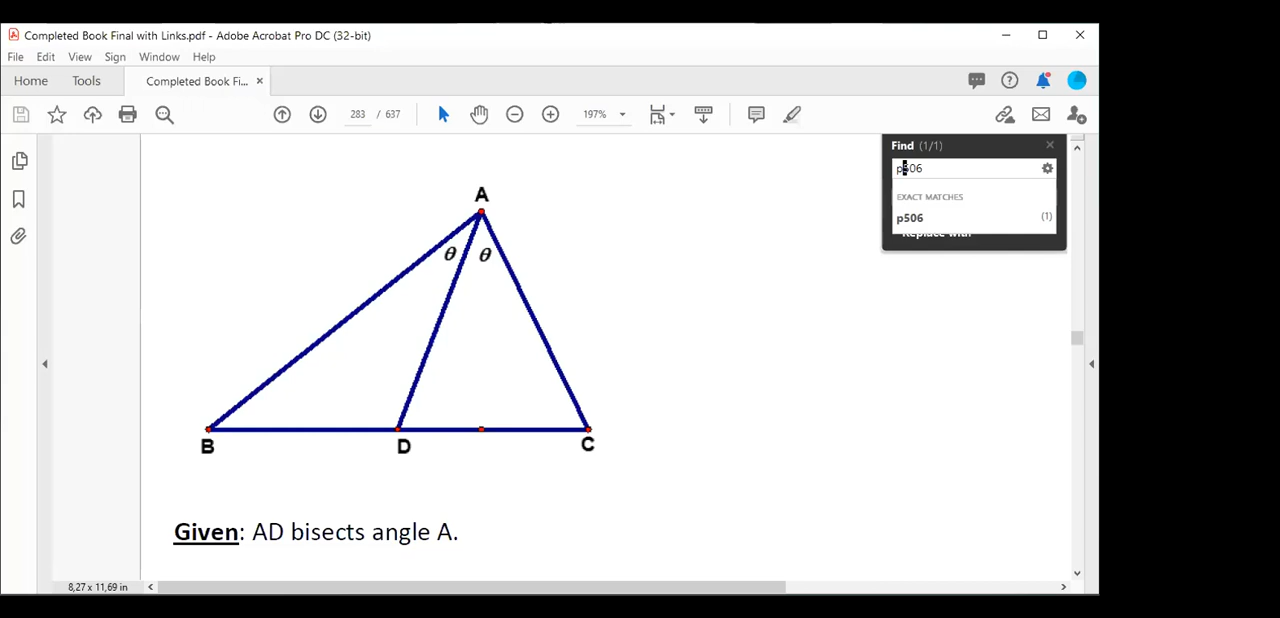 Completed Book Final with Links.pdf - Adobe Acrobat Pro DC (32-bit)
File Edit View Sign Window Help
Home Tools Completed Book Fi... ×
283 / 637 197%
Find (1/1)
p506
EXACT MATCHES
p506 (1)
Replace with
A
θ θ
B D C
Given: AD bisects angle A.
8,27 x 11,69 in